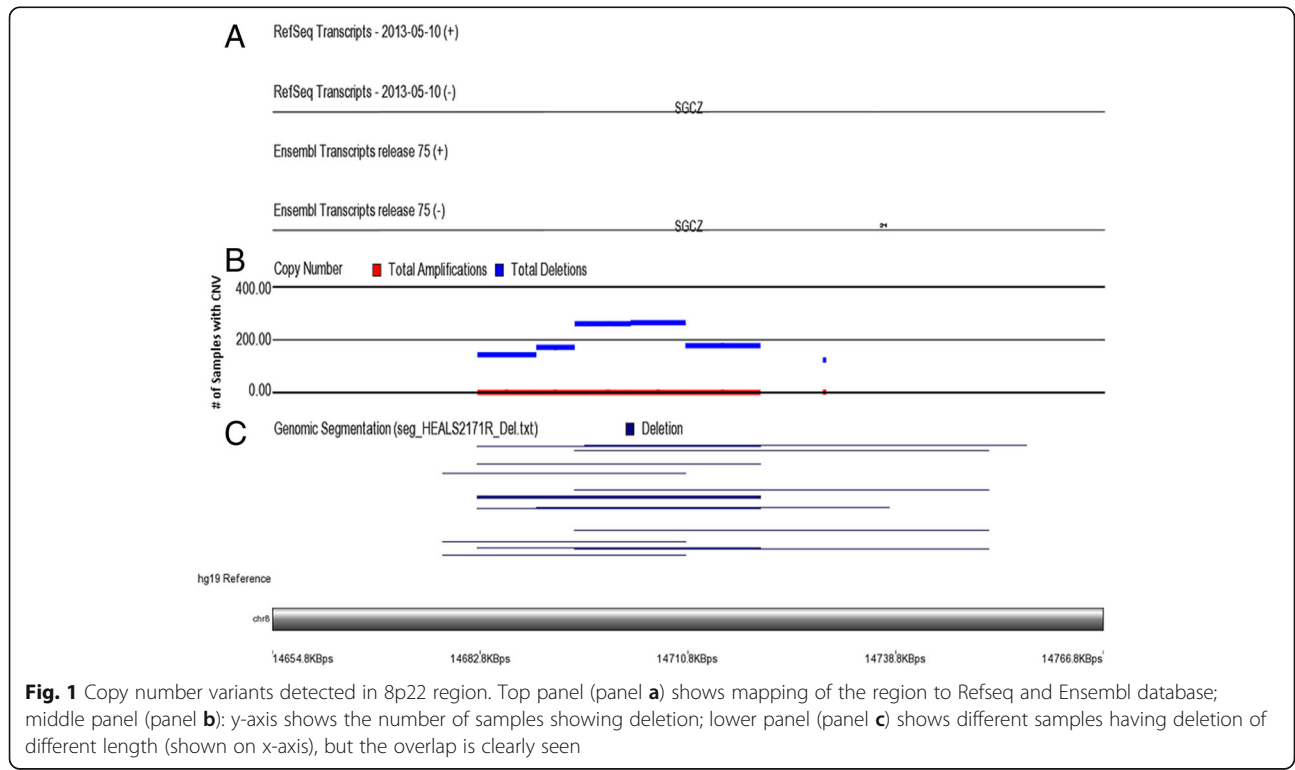 A
RefSeq Transcripts - 2013-05-10 (+)
RefSeq Transcripts - 2013-05-10 (-)
SGCZ
Ensembl Transcripts release 75 (+)
Ensembl Transcripts release 75 (-)
SGCZ
B
Copy Number Total Amplifications Total Deletions
# of Samples with CNV
400.00
200.00
0.00
C
Genomic Segmentation (seg_HEALS2171R_Del.txt) Deletion
hg19 Reference
chr8
14654.8KBps 14682.8KBps 14710.8KBps 14738.8KBps 14766.8KBps
Fig. 1 Copy number variants detected in 8p22 region. Top panel (panel a) shows mapping of the region to Refseq and Ensembl database;
middle panel (panel b): y-axis shows the number of samples showing deletion; lower panel (panel c) shows different samples having deletion of
different length (shown on x-axis), but the overlap is clearly seen